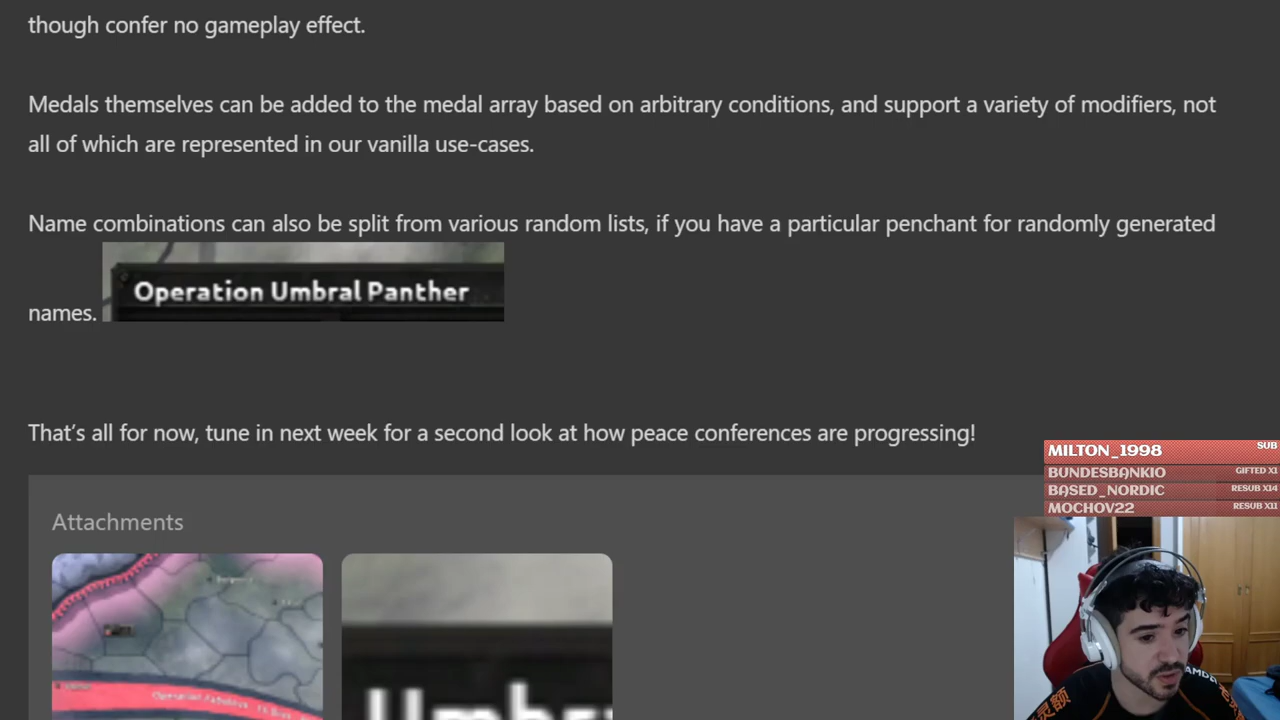 though confer no gameplay effect.
Medals themselves can be added to the medal array based on arbitrary conditions, and support a variety of modifiers, not
all of which are represented in our vanilla use-cases.
Name combinations can also be split from various random lists, if you have a particular penchant for randomly generated
Operation Umbral Panther
names.
That's all for now, tune in next week for a second look at how peace conferences are progressing!
MILTON_1998 SUB
BUNDESBANKIO GIFTED X1
BASED_NORDIC RESUB X14
MOCHOV22 RESUB X11
Attachments